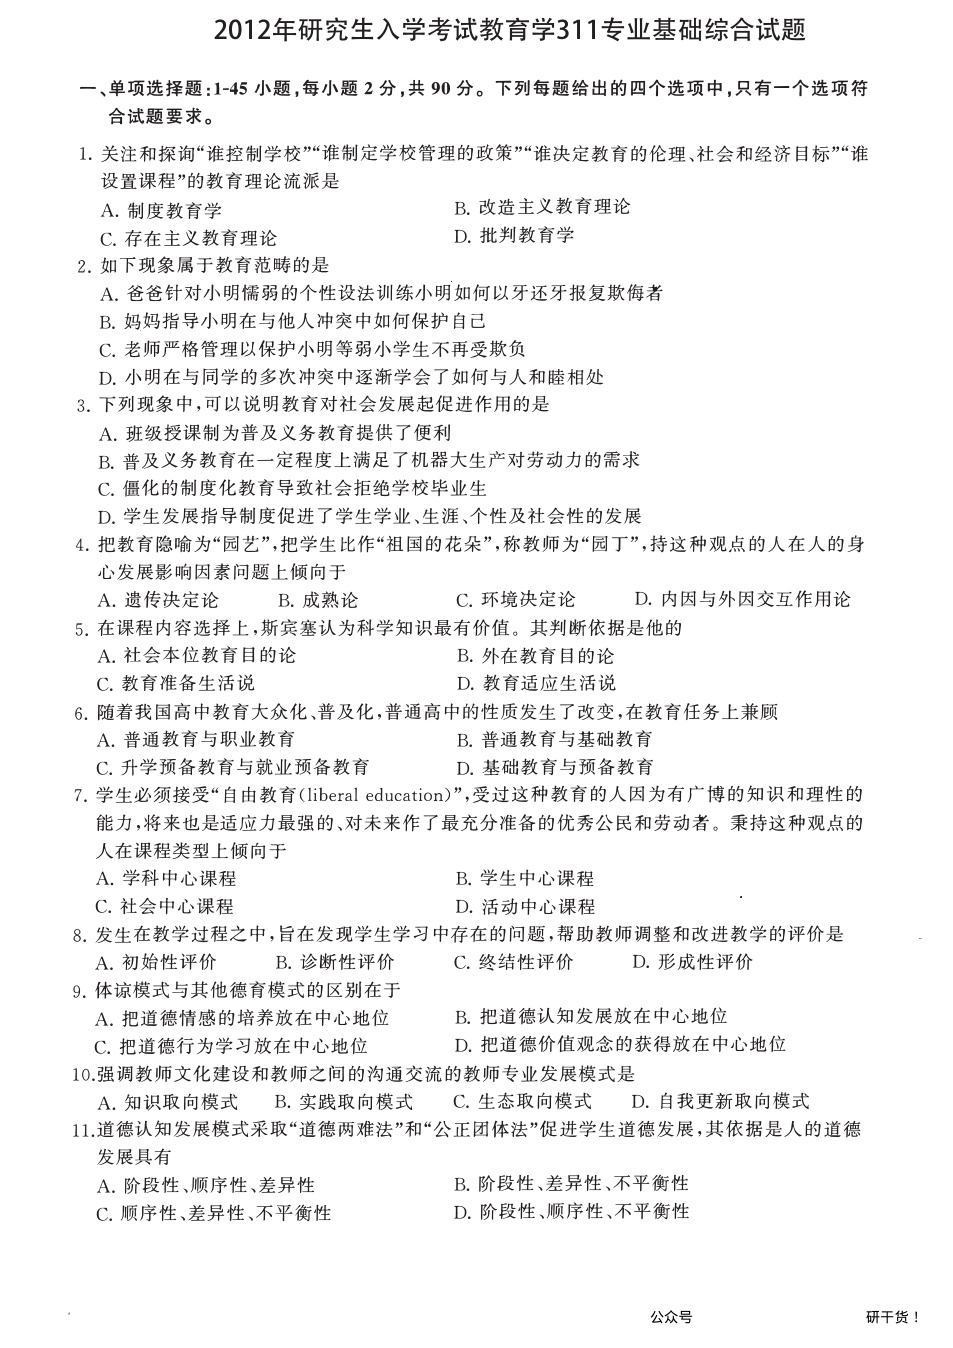 2012年研究生入学考试教育学311专业基础综合试题
一、单项选择题:1-45 小题,每小题 2 分,共 90 分。下列每题给出的四个选项中,只有一个选项符
合试题要求。
1. 关注和探询“谁控制学校”“谁制定学校管理的政策”“谁决定教育的伦理、社会和经济目标”“谁
设置课程”的教育理论流派是
A. 制度教育学 B. 改造主义教育理论
C. 存在主义教育理论 D. 批判教育学
2. 如下现象属于教育范畴的是
A. 爸爸针对小明懦弱的个性设法训练小明如何以牙还牙报复欺侮者
B. 妈妈指导小明在与他人冲突中如何保护自己
C. 老师严格管理以保护小明等弱小学生不再受欺负
D. 小明在与同学的多次冲突中逐渐学会了如何与人和睦相处
3. 下列现象中,可以说明教育对社会发展起促进作用的是
A. 班级授课制为普及义务教育提供了便利
B. 普及义务教育在一定程度上满足了机器大生产对劳动力的需求
C. 僵化的制度化教育导致社会拒绝学校毕业生
D. 学生发展指导制度促进了学生学业、生涯、个性及社会性的发展
4. 把教育隐喻为“园艺”,把学生比作“祖国的花朵”,称教师为“园丁”,持这种观点的人在人的身
心发展影响因素问题上倾向于
A. 遗传决定论 B. 成熟论 C. 环境决定论 D. 内因与外因交互作用论
5. 在课程内容选择上,斯宾塞认为科学知识最有价值。其判断依据是他的
A. 社会本位教育目的论 B. 外在教育目的论
C. 教育准备生活说 D. 教育适应生活说
6. 随着我国高中教育大众化、普及化,普通高中的性质发生了改变,在教育任务上兼顾
A. 普通教育与职业教育 B. 普通教育与基础教育
C. 升学预备教育与就业预备教育 D. 基础教育与预备教育
7. 学生必须接受“自由教育(liberal education)”,受过这种教育的人因为有广博的知识和理性的
能力,将来也是适应力最强的、对未来作了最充分准备的优秀公民和劳动者。秉持这种观点的
人在课程类型上倾向于
A. 学科中心课程 B. 学生中心课程
C. 社会中心课程 D. 活动中心课程
8. 发生在教学过程之中,旨在发现学生学习中存在的问题,帮助教师调整和改进教学的评价是
A. 初始性评价 B. 诊断性评价 C. 终结性评价 D. 形成性评价
9. 体谅模式与其他德育模式的区别在于
A. 把道德情感的培养放在中心地位 B. 把道德认知发展放在中心地位
C. 把道德行为学习放在中心地位 D. 把道德价值观念的获得放在中心地位
10.强调教师文化建设和教师之间的沟通交流的教师专业发展模式是
A. 知识取向模式 B. 实践取向模式 C. 生态取向模式 D. 自我更新取向模式
11.道德认知发展模式采取“道德两难法”和“公正团体法”促进学生道德发展,其依据是人的道德
发展具有
A. 阶段性、顺序性、差异性 B. 阶段性、差异性、不平衡性
C. 顺序性、差异性、不平衡性 D. 阶段性、顺序性、不平衡性
公众号 研干货！